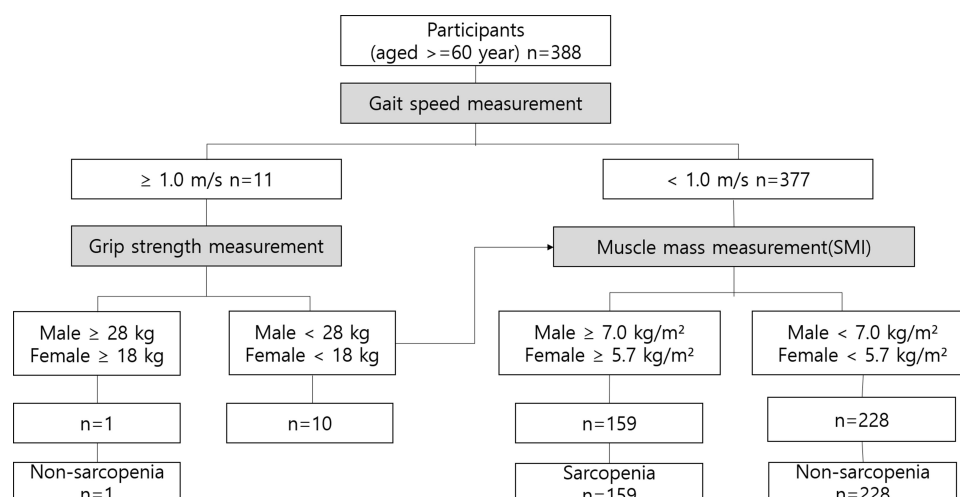 Participants
(aged >=60 year) n=388
Gait speed measurement
≥ 1.0 m/s n=11
< 1.0 m/s n=377
Grip strength measurement
Muscle mass measurement(SMI)
Male ≥ 28 kg
Female ≥ 18 kg
Male < 28 kg
Female < 18 kg
Male ≥ 7.0 kg/m²
Female ≥ 5.7 kg/m²
Male < 7.0 kg/m²
Female < 5.7 kg/m²
n=1
n=10
n=159
n=228
Non-sarcopenia
n=1
Sarcopenia
n=159
Non-sarcopenia
n=228